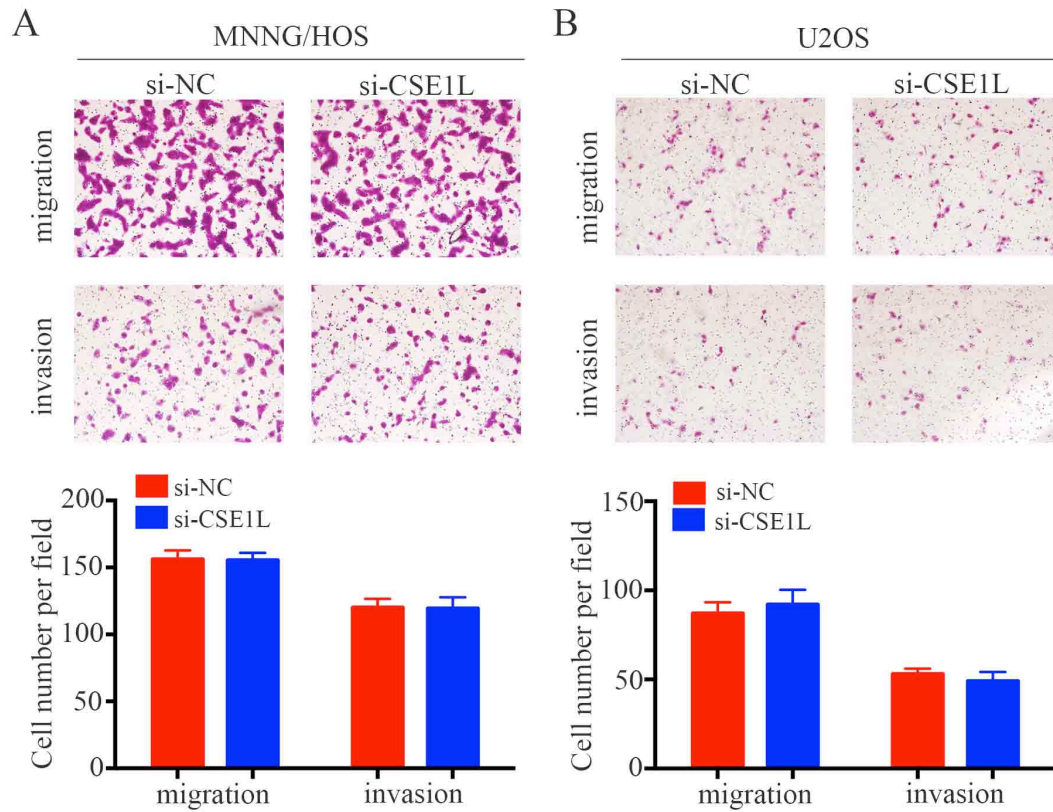 A
MNNG/HOS
si-NC si-CSE1L
migration
invasion
200
150
100
50
0
Cell number per field
si-NC
si-CSE1L
migration invasion
B
U2OS
si-NC si-CSE1L
migration
invasion
150
100
50
0
Cell number per field
si-NC
si-CSE1L
migration invasion